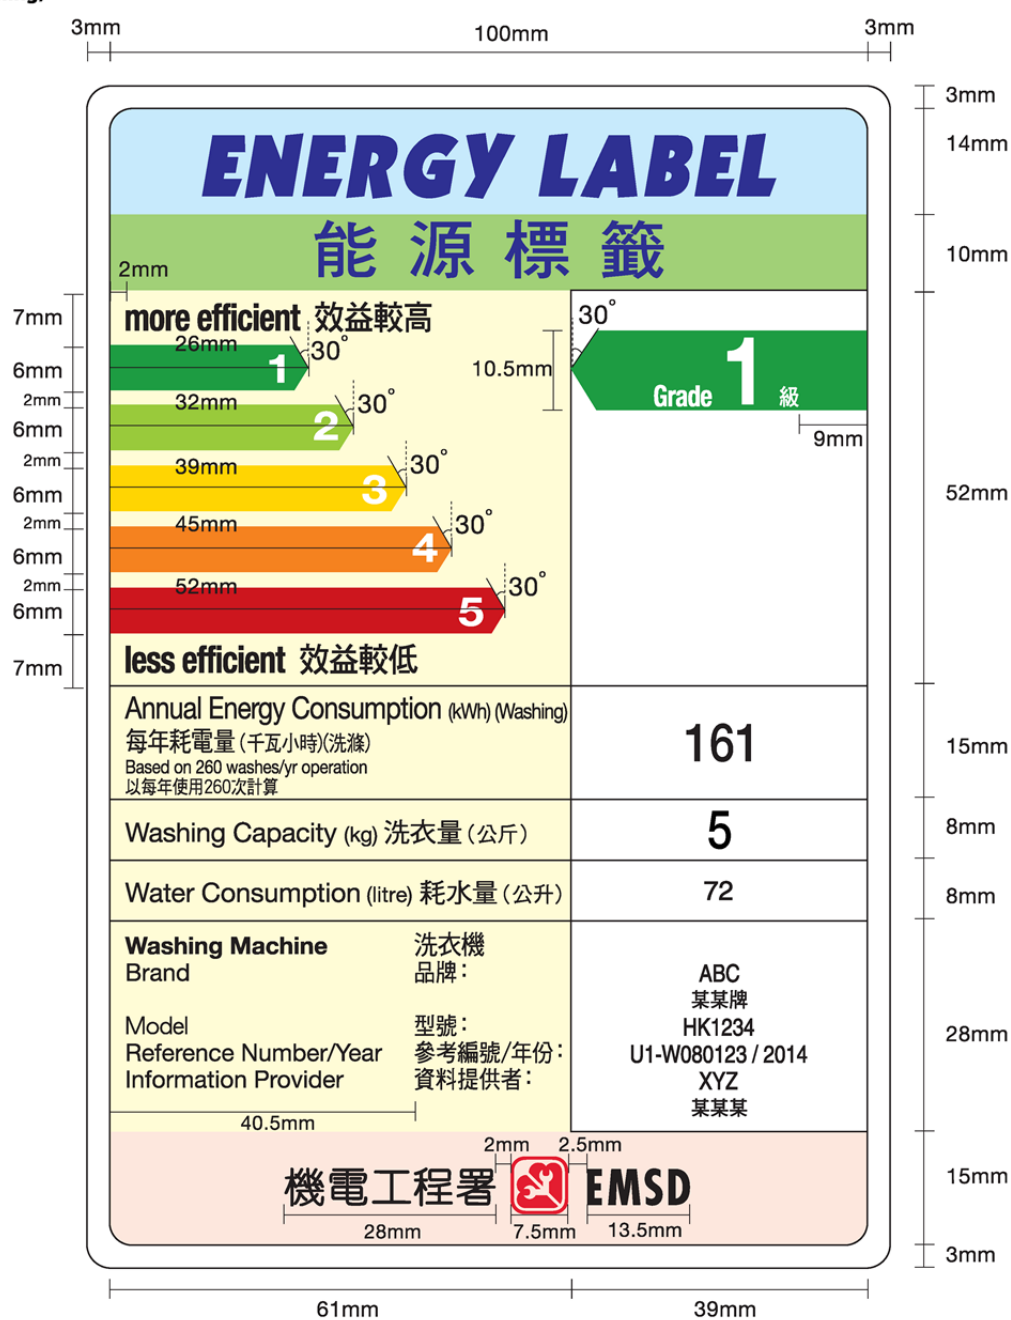 3mm 100mm 3mm
3mm
ENERGY LABEL
14mm
能源標籤
10mm
2mm
7mm
more efficient 效益較高
30°
26mm 30°
6mm
1
10.5mm
Grade 1 級
2mm
32mm 30°
6mm
2
9mm
2mm
39mm 30°
6mm
3
52mm
2mm
45mm 30°
6mm
4
2mm
52mm 30°
6mm
5
7mm
less efficient 效益較低
Annual Energy Consumption (kWh) (Washing)
每年耗電量(千瓦小時)(洗滌)
161
15mm
Based on 260 washes/yr operation
以每年使用260次計算
Washing Capacity (kg) 洗衣量(公斤)
5
8mm
Water Consumption (litre) 耗水量(公升)
72
8mm
Washing Machine 洗衣機
Brand 品牌:
ABC
某某牌
Model 型號:
HK1234
28mm
Reference Number/Year 參考編號/年份:
U1-W080123 / 2014
Information Provider 資料提供者:
XYZ
某某某
40.5mm
2mm 2.5mm
機電工程署 EMSD
15mm
28mm 7.5mm 13.5mm
3mm
61mm 39mm